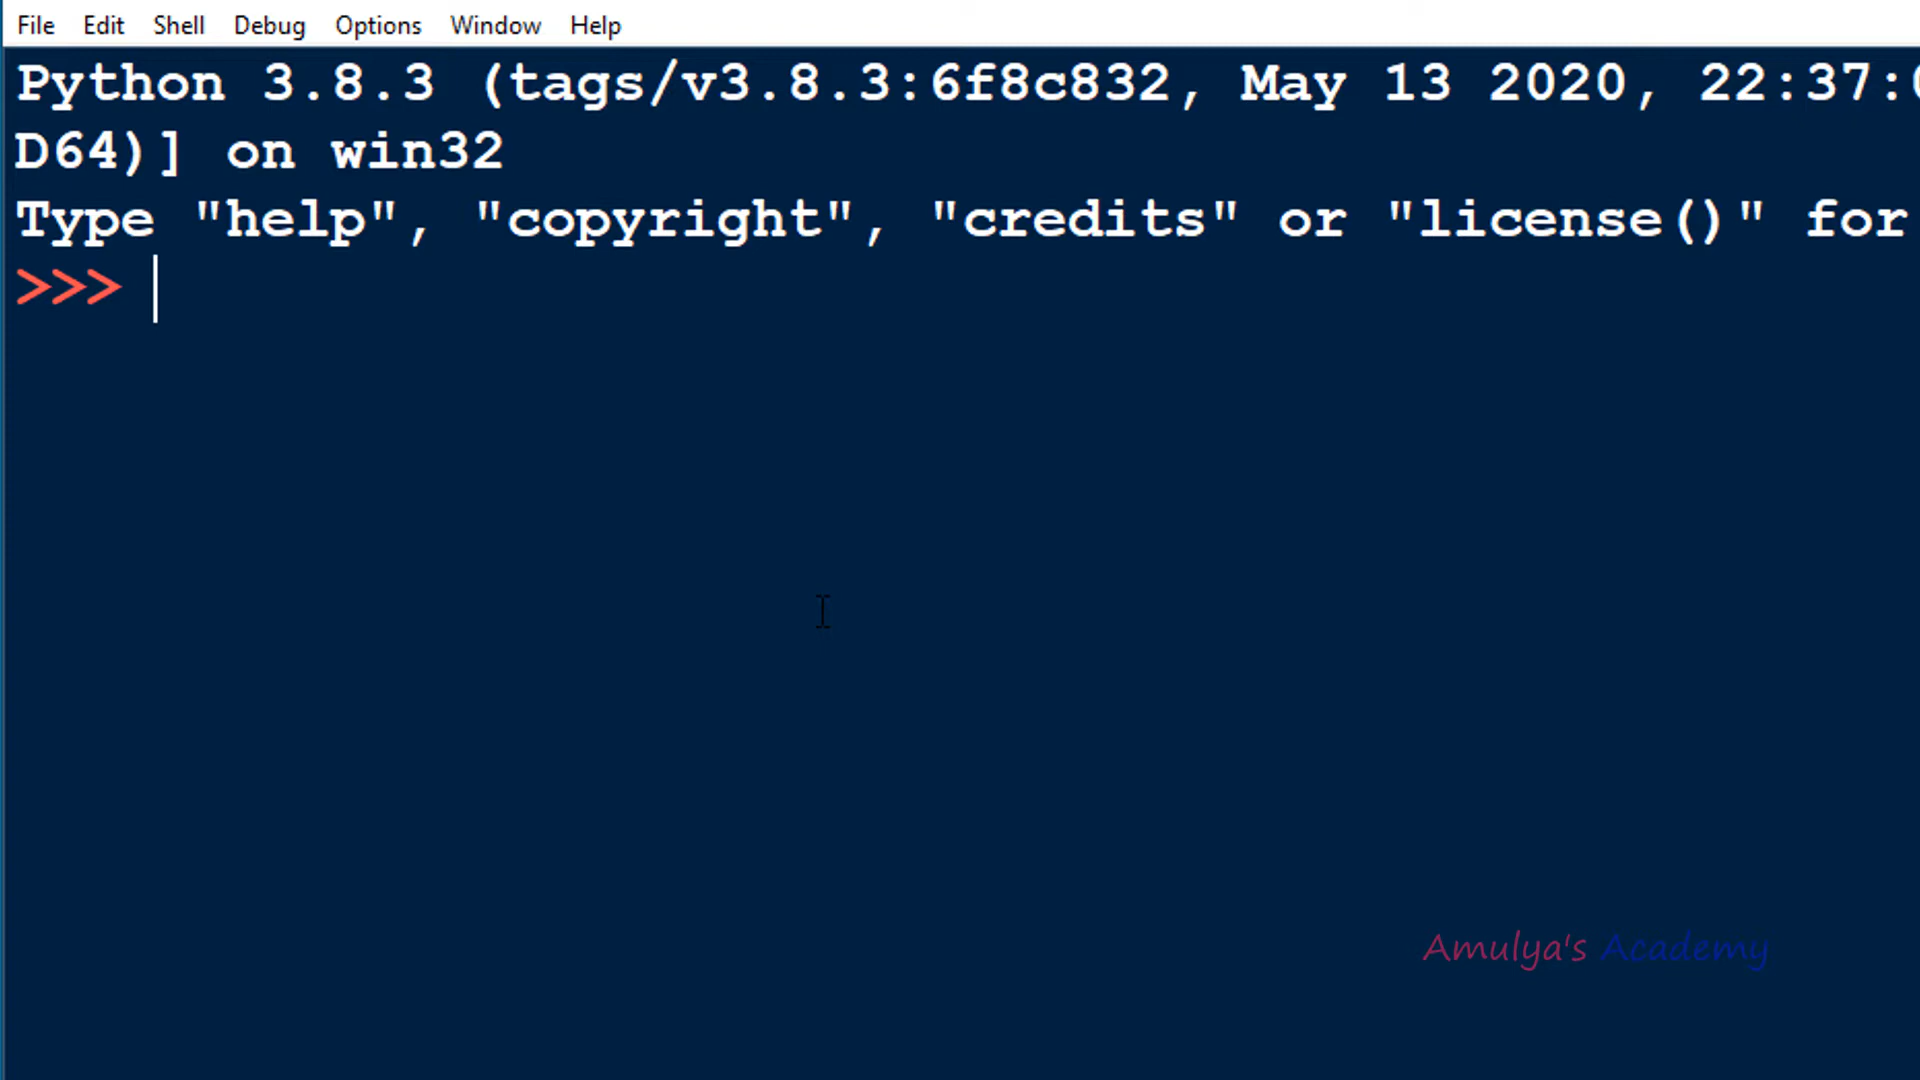 File Edit Shell Debug Options Window Help
Python 3.8.3 (tags/v3.8.3:6f8c832, May 13 2020, 22:37:0
D64)] on win32
Type "help", "copyright", "credits" or "license()" for
>>>
Amulya's Academy